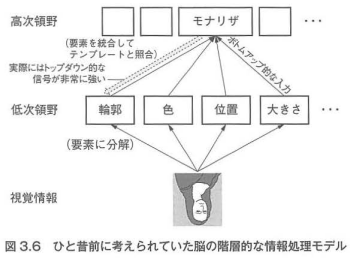 高次領野
モナリザ
･･･
(要素を統合して
テンプレートと照合)
実際にはトップダウン的な
信号が非常に強い
ボトムアップ的な入力
低次領野
輪郭
色
位置
大きさ
･･･
(要素に分解)
視覚情報
図 3.6 ひと昔前に考えられていた脳の階層的な情報処理モデル